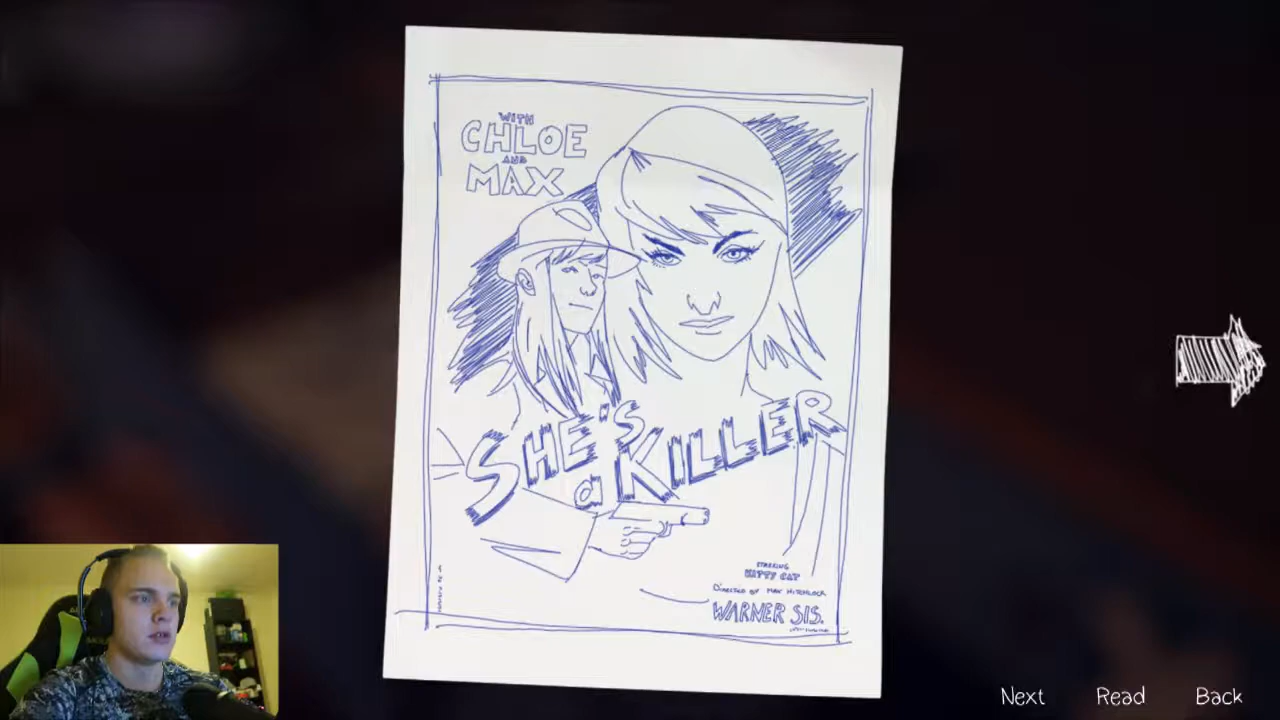 WITH
CHLOE
AND
MAX
SHE'S
a KILLER
STARRING
KITTY CAT
DIRECTED BY MAX HITCHLOCK
WARNER SIS.
Next Read Back